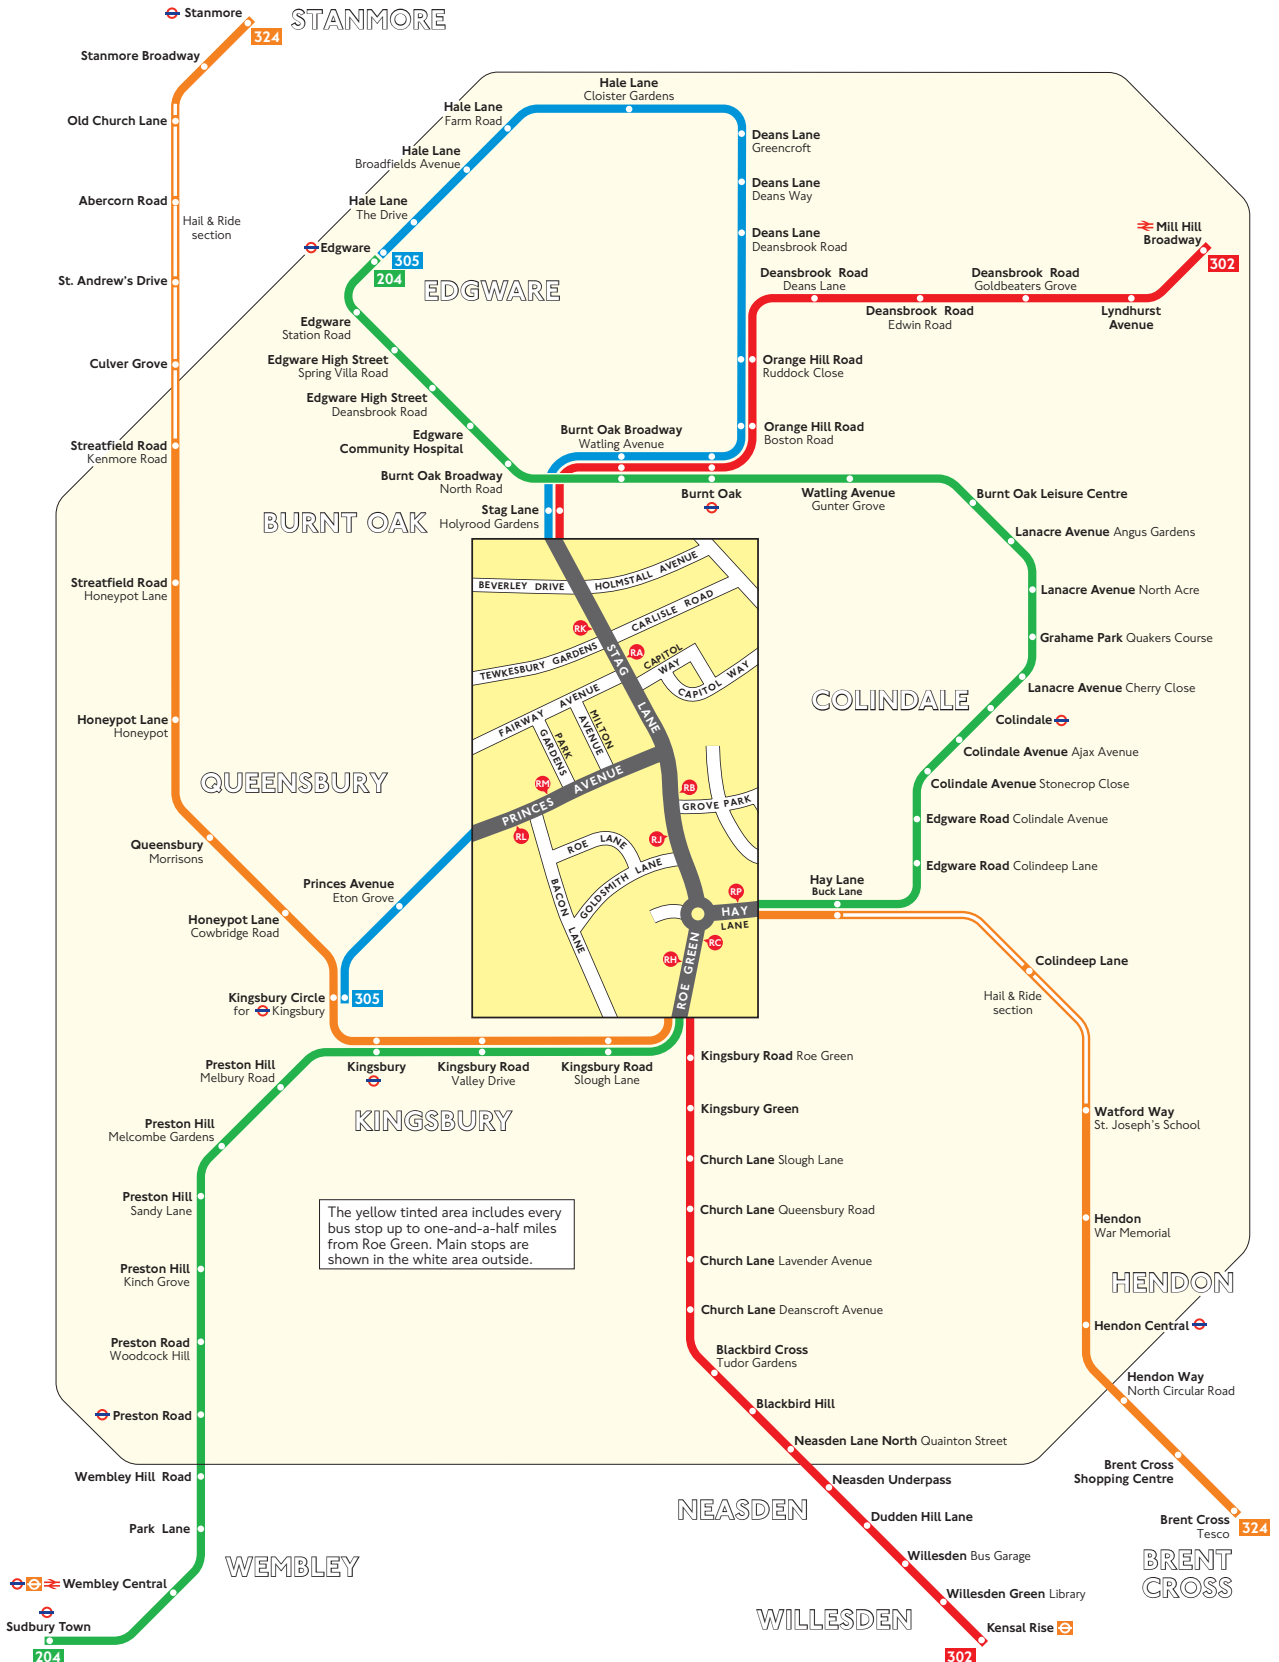 Stanmore
STANMORE
324
Stanmore Broadway
Old Church Lane
Abercorn Road
Hail & Ride
section
St. Andrew's Drive
Culver Grove
Streatfield Road
Kenmore Road
Streatfield Road
Honeypot Lane
Honeypot Lane
Honeypot
QUEENSBURY
Queensbury
Morrisons
Honeypot Lane
Cowbridge Road
Kingsbury Circle
for Kingsbury
305
Princes Avenue
Eton Grove
Hale Lane
Cloister Gardens
Hale Lane
Farm Road
Hale Lane
Broadfields Avenue
Hale Lane
The Drive
Edgware
305
204
EDGWARE
Deans Lane
Greencroft
Deans Lane
Deans Way
Deans Lane
Deansbrook Road
Mill Hill
Broadway
302
Deansbrook Road
Deans Lane
Deansbrook Road
Edwin Road
Deansbrook Road
Goldbeaters Grove
Lyndhurst
Avenue
Orange Hill Road
Ruddock Close
Orange Hill Road
Boston Road
Edgware
Station Road
Edgware High Street
Spring Villa Road
Edgware High Street
Deansbrook Road
Edgware
Community Hospital
Burnt Oak Broadway
North Road
Burnt Oak Broadway
Watling Avenue
Burnt Oak
Watling Avenue
Gunter Grove
Burnt Oak Leisure Centre
Lanacre Avenue Angus Gardens
Lanacre Avenue North Acre
Grahame Park Quakers Course
Lanacre Avenue Cherry Close
COLINDALE
Colindale
Colindale Avenue Ajax Avenue
Colindale Avenue Stonecrop Close
Edgware Road Colindale Avenue
Edgware Road Colindeep Lane
Hay Lane
Buck Lane
Stag Lane
Holyrood Gardens
BURNT OAK
BEVERLEY DRIVE
HOLMSTALL AVENUE
RK
CARLISLE ROAD
TEWKESBURY GARDENS
STAG LANE
RA
CAPITOL
WAY
CAPITOL WAY
FAIRWAY AVENUE
MILTON
AVENUE
PARK
GARDENS
RM
PRINCES AVENUE
RL
RB
GROVE PARK
RJ
ROE LANE
GOLDSMITH LANE
BACON LANE
RP
HAY
LANE
RC
RH
ROE GREEN
Colindeep Lane
Hail & Ride
section
Watford Way
St. Joseph's School
Hendon
War Memorial
HENDON
Hendon Central
Hendon Way
North Circular Road
Brent Cross
Shopping Centre
Brent Cross
Tesco
324
BRENT
CROSS
Kingsbury
Kingsbury Road
Valley Drive
Kingsbury Road
Slough Lane
KINGSBURY
Preston Hill
Melbury Road
Preston Hill
Melcombe Gardens
Preston Hill
Sandy Lane
Preston Hill
Kinch Grove
Preston Road
Woodcock Hill
Preston Road
Wembley Hill Road
Park Lane
WEMBLEY
Wembley Central
Sudbury Town
204
The yellow tinted area includes every
bus stop up to one-and-a-half miles
from Roe Green. Main stops are
shown in the white area outside.
Kingsbury Road Roe Green
Kingsbury Green
Church Lane Slough Lane
Church Lane Queensbury Road
Church Lane Lavender Avenue
Church Lane Deanscroft Avenue
Blackbird Cross
Tudor Gardens
Blackbird Hill
Neasden Lane North Quainton Street
Neasden Underpass
NEASDEN
Dudden Hill Lane
Willesden Bus Garage
Willesden Green Library
WILLESDEN
Kensal Rise
302